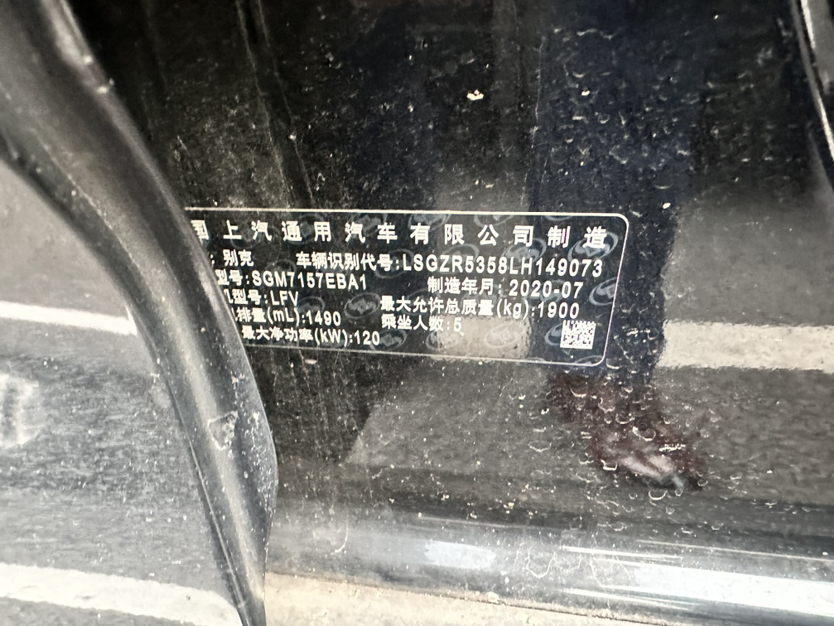 国上汽通用汽车有限公司制造
:别克 车辆识别代号:LSGZR5358LH149073
型号:SGM7157EBA1 制造年月:2020-07
机型号:LFV 最大允许总质量(kg):1900
排量(mL):1490 乘坐人数:5
最大净功率(kW):120